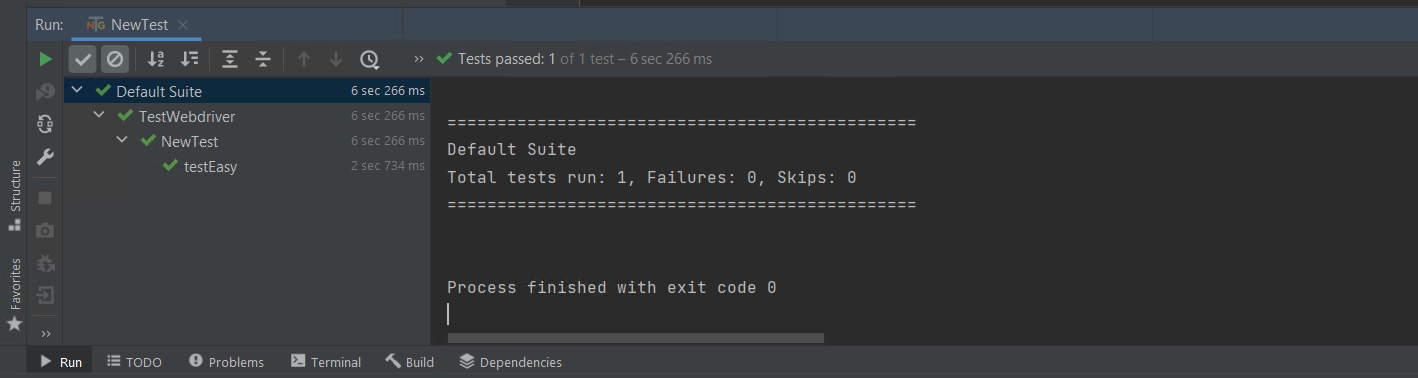 Run: NTG NewTest
Tests passed: 1 of 1 test – 6 sec 266 ms
Default Suite 6 sec 266 ms
TestWebdriver 6 sec 266 ms
NewTest 6 sec 266 ms
testEasy 2 sec 734 ms
===============================================
Default Suite
Total tests run: 1, Failures: 0, Skips: 0
===============================================
Process finished with exit code 0
Structure
Favorites
Run TODO Problems Terminal Build Dependencies